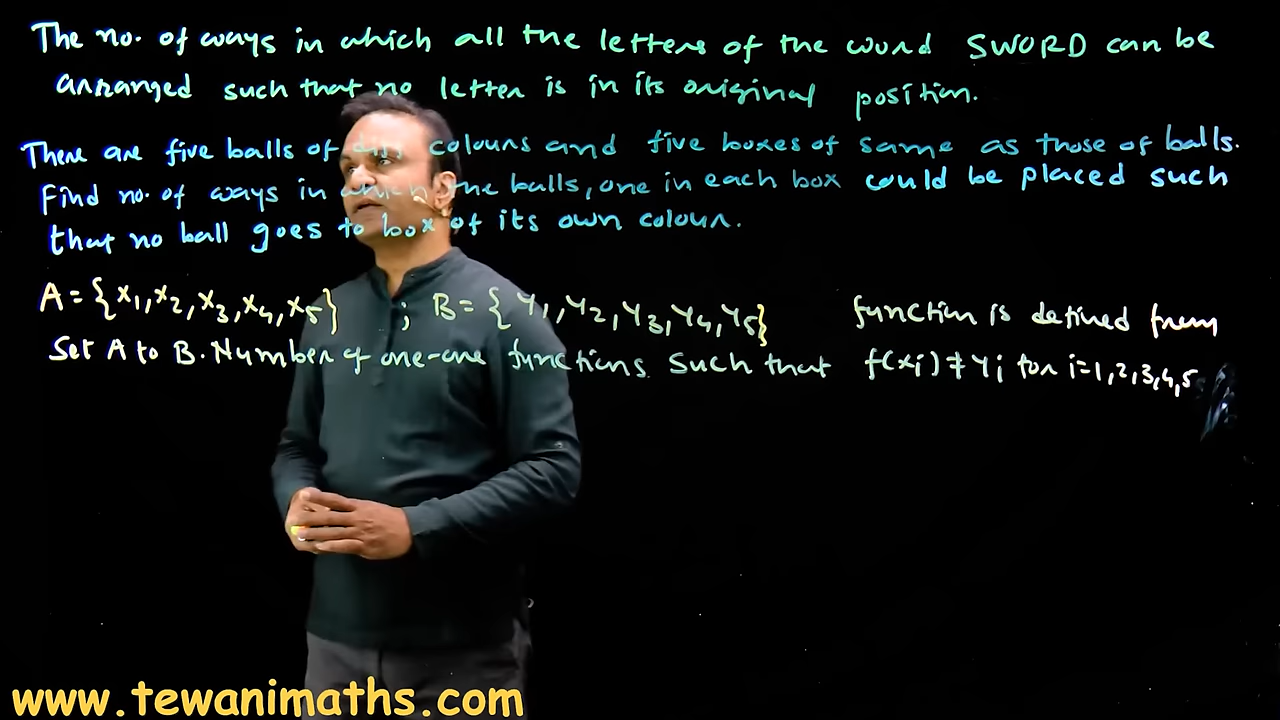 The no. of ways in which all the letters of the word SWORD can be
arranged such that no letter is in its original position.
There are five balls of colours and five boxes of same as those of balls.
Find no. of ways in which the balls, one in each box could be placed such
that no ball goes to box of its own colour.
A = {x₁, x₂, x₃, x₄, x₅} ; B = { y₁, y₂, y₃, y₄, y₅} function is defined from
Set A to B. Number of one-one functions such that f(xᵢ) ≠ yᵢ for i=1,2,3,4,5
www.tewanimaths.com